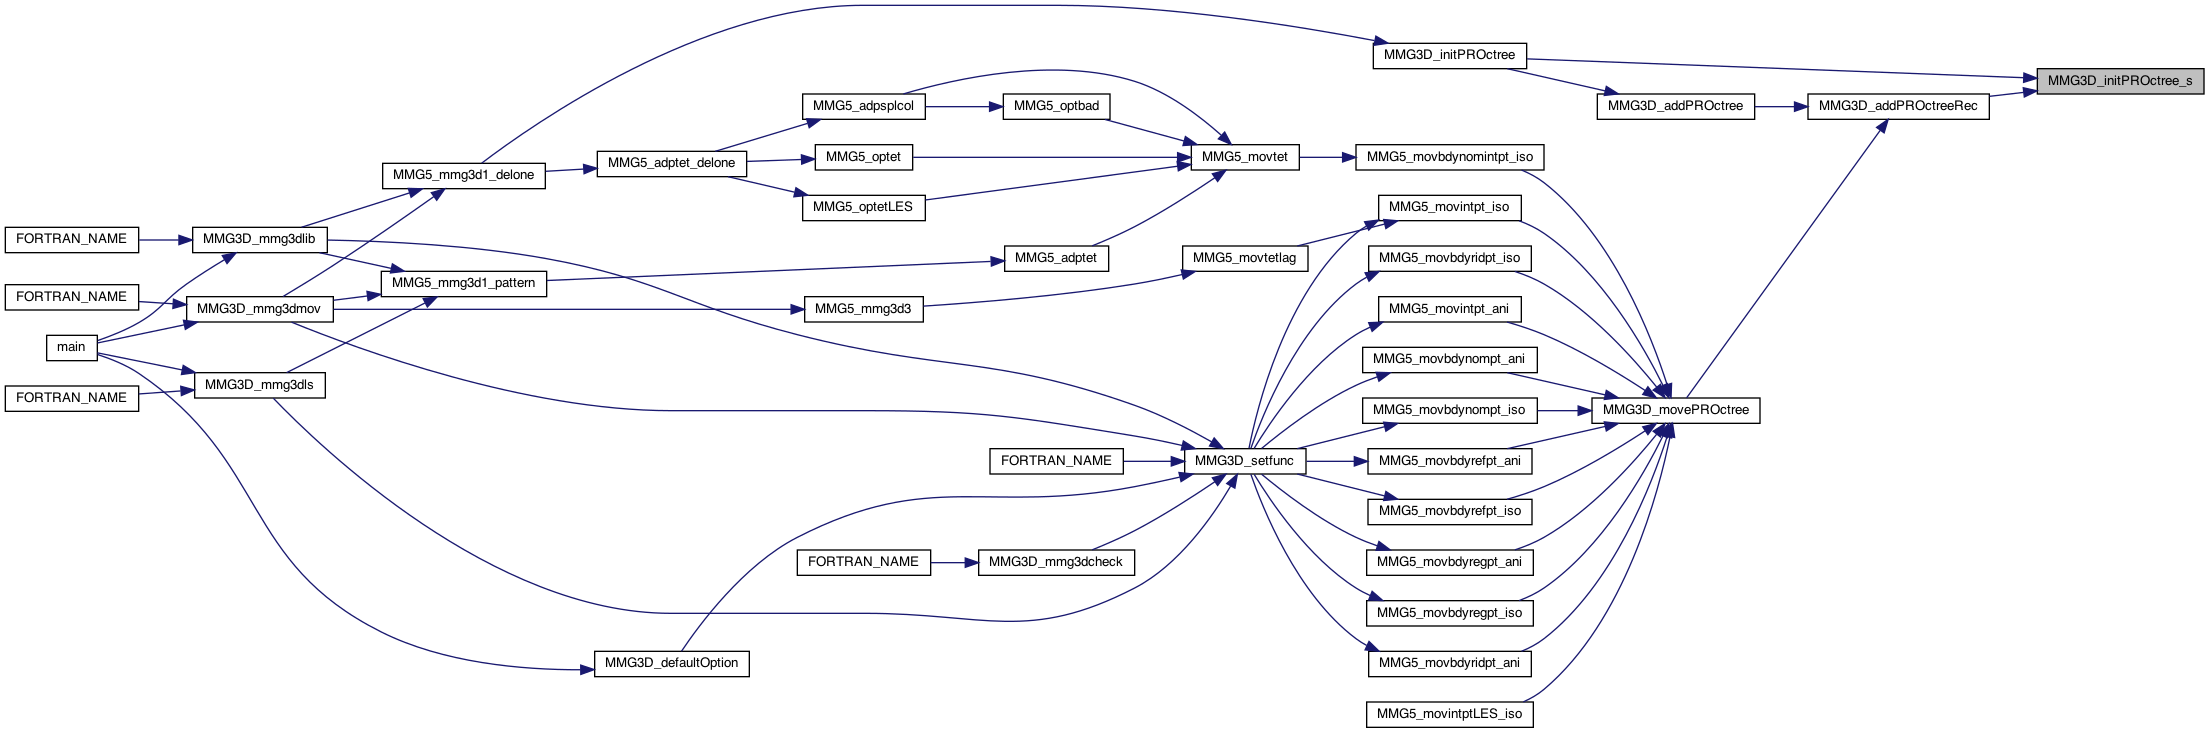 MMG3D_initPROctree
MMG3D_initPROctree_s
MMG5_adpsplcol
MMG5_optbad
MMG3D_addPROctree
MMG3D_addPROctreeRec
MMG5_adptet_delone
MMG5_optet
MMG5_movtet
MMG5_movbdynomintpt_iso
MMG5_mmg3d1_delone
MMG5_optetLES
MMG5_movintpt_iso
FORTRAN_NAME
MMG3D_mmg3dlib
MMG5_adptet
MMG5_movtetlag
MMG5_movbdyridpt_iso
MMG5_mmg3d1_pattern
FORTRAN_NAME
MMG3D_mmg3dmov
MMG5_mmg3d3
MMG5_movintpt_ani
main
MMG5_movbdynompt_ani
FORTRAN_NAME
MMG3D_mmg3dls
MMG5_movbdynompt_iso
MMG3D_movePROctree
FORTRAN_NAME
MMG3D_setfunc
MMG5_movbdyrefpt_ani
MMG5_movbdyrefpt_iso
FORTRAN_NAME
MMG3D_mmg3dcheck
MMG5_movbdyregpt_ani
MMG5_movbdyregpt_iso
MMG3D_defaultOption
MMG5_movbdyridpt_ani
MMG5_movintptLES_iso